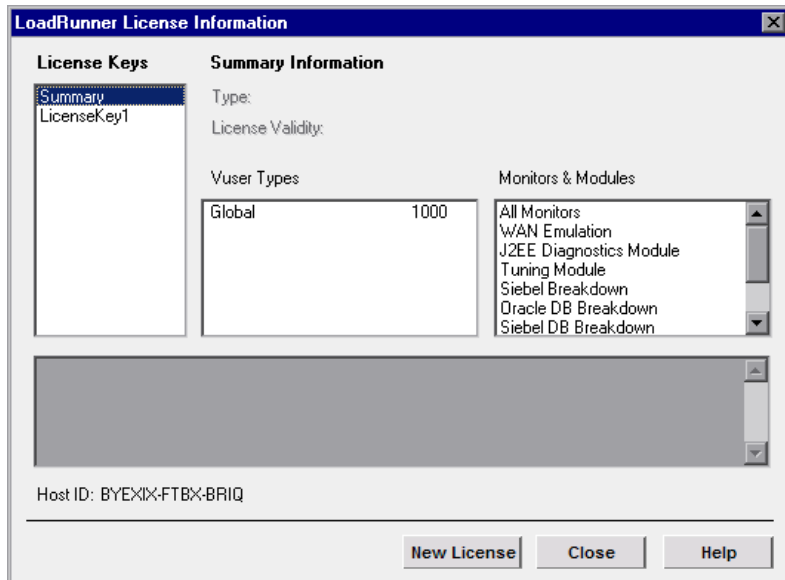 LoadRunner License Information
License Keys
Summary Information
Summary
LicenseKey1
Type:
License Validity:
Vuser Types
Global 1000
Monitors & Modules
All Monitors
WAN Emulation
J2EE Diagnostics Module
Tuning Module
Siebel Breakdown
Oracle DB Breakdown
Siebel DB Breakdown
Host ID: BYEXIX-FTBX-BRIQ
New License
Close
Help